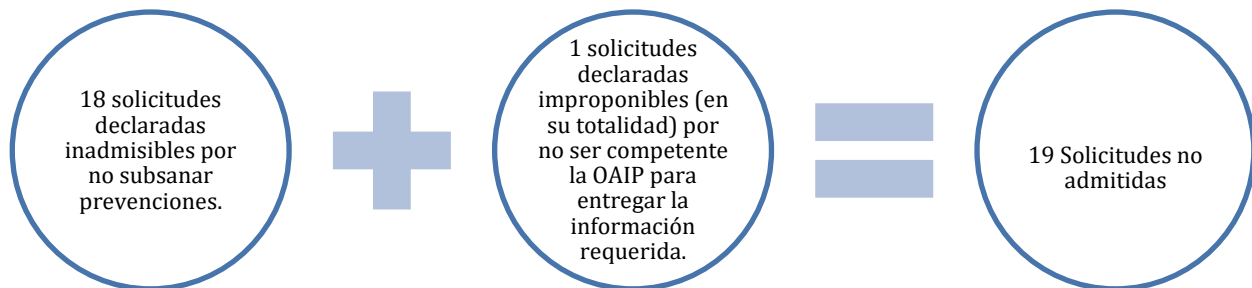 18 solicitudes
declaradas
inadmisibles por
no subsanar
prevenciones.
1 solicitudes
declaradas
improponibles (en
su totalidad) por
no ser competente
la OAIP para
entregar la
información
requerida.
19 Solicitudes no
admitidas